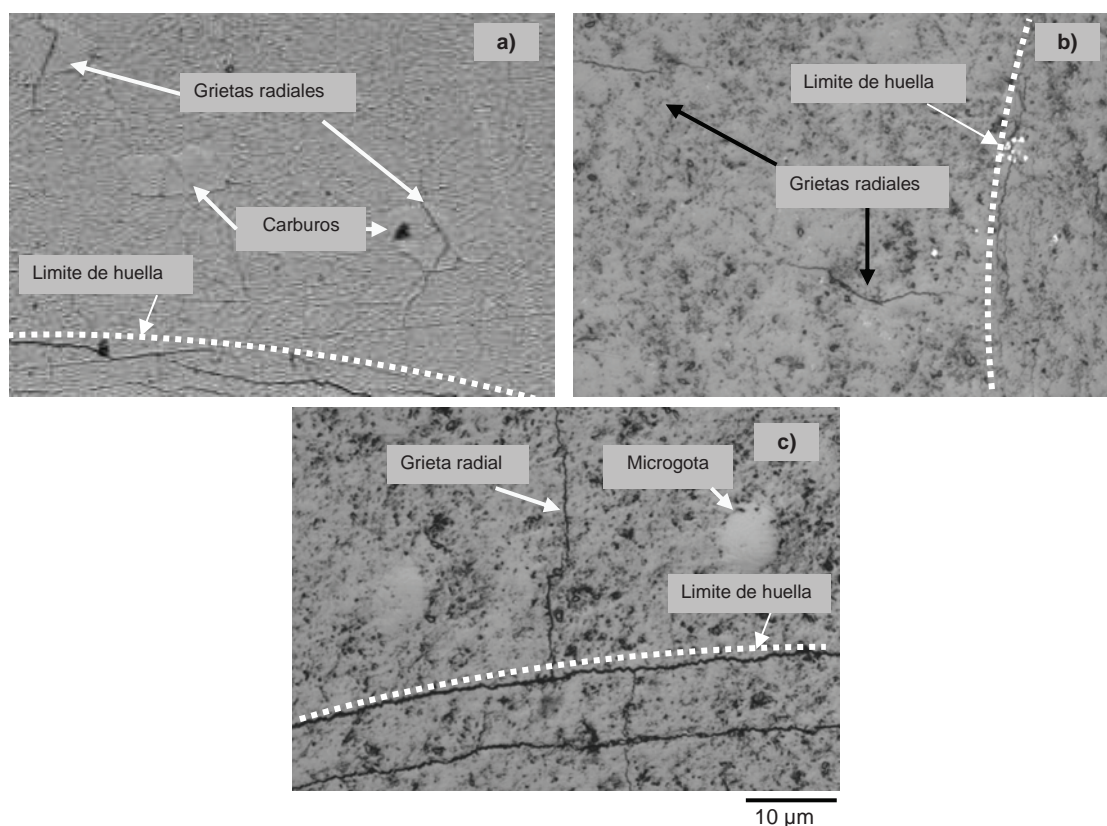 a)
Grietas radiales
Carburos
Limite de huella
b)
Limite de huella
Grietas radiales
c)
Grieta radial
Microgota
Limite de huella
10 µm